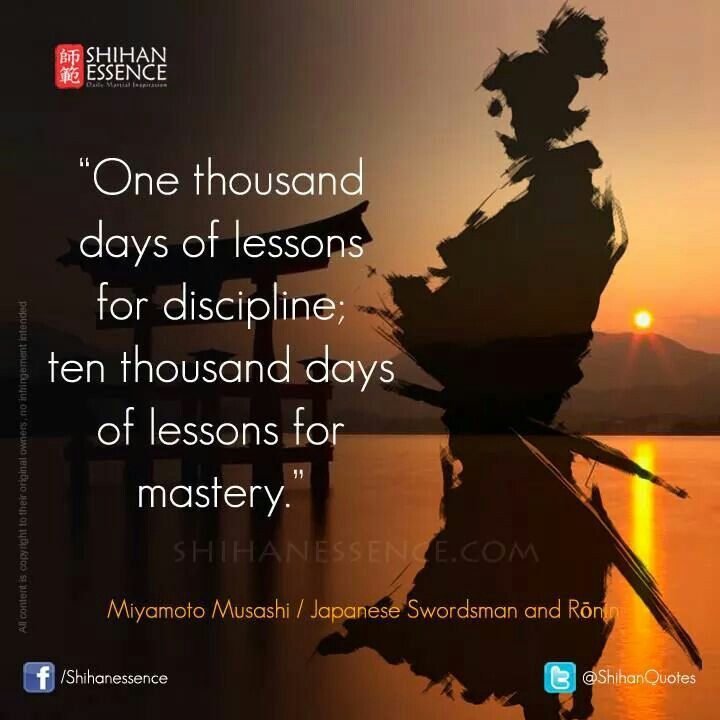 師範
SHIHAN
ESSENCE
Daily Martial Inspiration
“One thousand
days of lessons
for discipline;
ten thousand days
of lessons for
mastery.”
SHIHANESSENCE.COM
Miyamoto Musashi / Japanese Swordsman and Rōnin
All content is copyright to their original owners, no infringement intended
f /Shihanessence
@ShihanQuotes